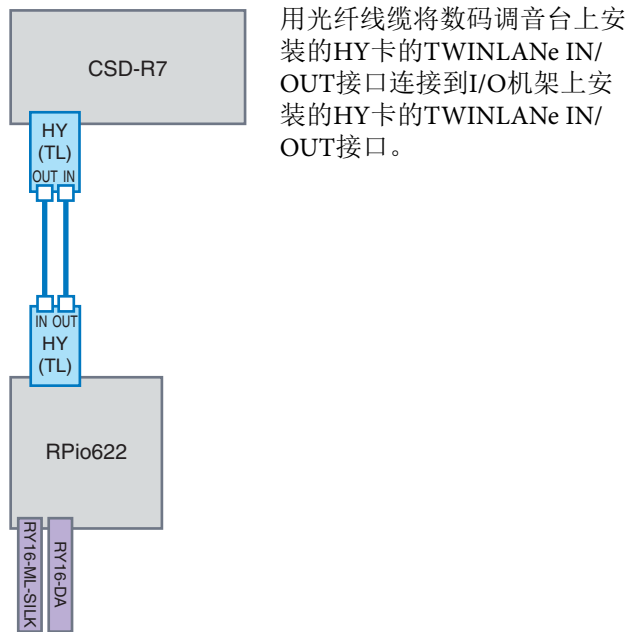 CSD-R7
HY
(TL)
OUT IN
IN OUT
HY
(TL)
RPio622
RY16-ML-SILK
RY16-DA
用光纤线缆将数码调音台上安
装的HY卡的TWINLANe IN/
OUT接口连接到I/O机架上安
装的HY卡的TWINLANe IN/
OUT接口。